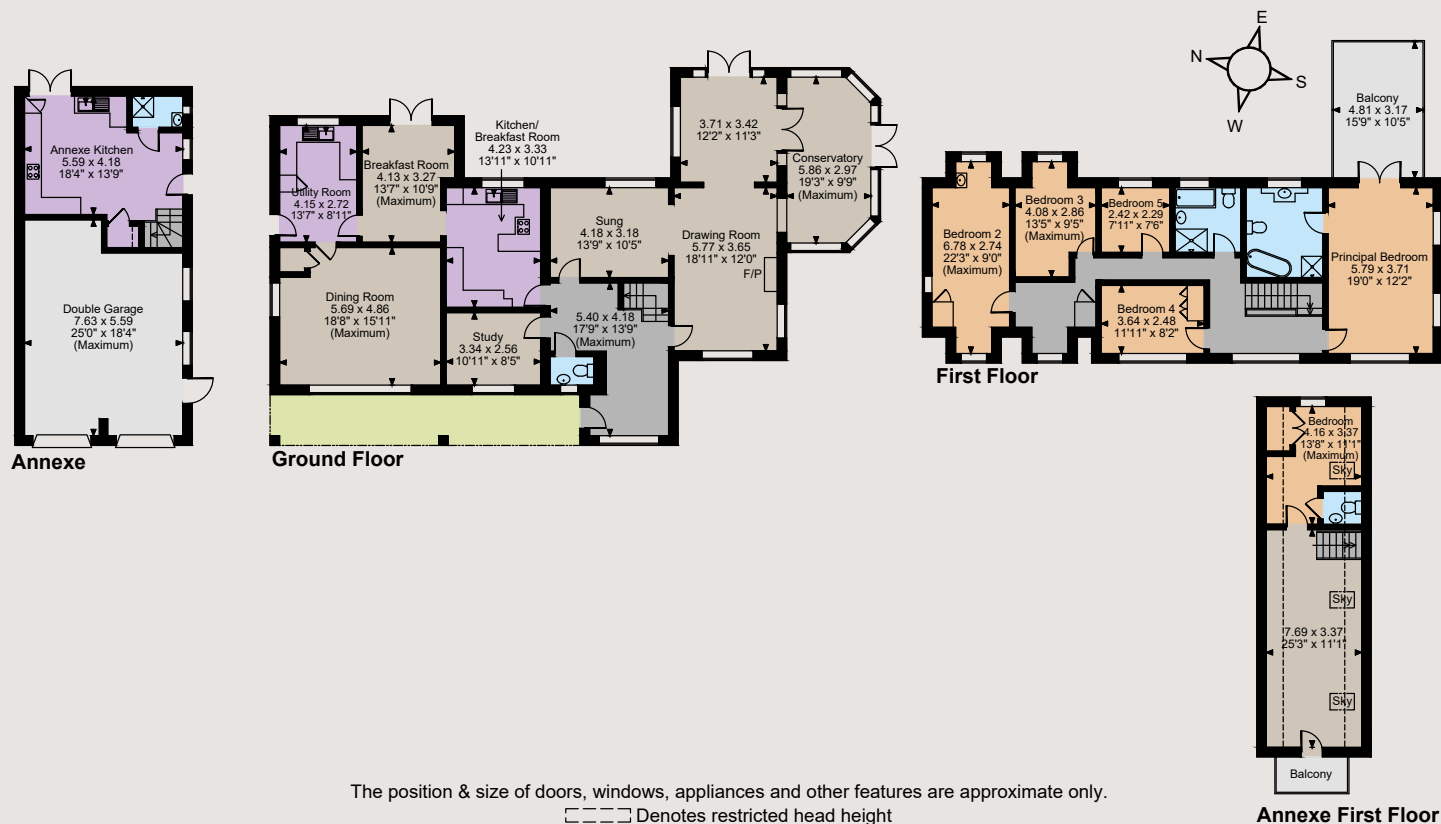 Annexe Kitchen
5.59 x 4.18
18'4" x 13'9"
Double Garage
7.63 x 5.59
25'0" x 18'4"
(Maximum)
Annexe
Utility Room
4.15 x 2.72
13'7" x 8'11"
Breakfast Room
4.13 x 3.27
13'7" x 10'9"
(Maximum)
Kitchen/
Breakfast Room
4.23 x 3.33
13'11" x 10'11"
Dining Room
5.69 x 4.86
18'8" x 15'11"
(Maximum)
Study
3.34 x 2.56
10'11" x 8'5"
Sung
4.18 x 3.18
13'9" x 10'5"
5.40 x 4.18
17'9" x 13'9"
(Maximum)
3.71 x 3.42
12'2" x 11'3"
Drawing Room
5.77 x 3.65
18'11" x 12'0"
F/P
Conservatory
5.86 x 2.97
19'3" x 9'9"
(Maximum)
Ground Floor
E
N
S
W
Balcony
4.81 x 3.17
15'9" x 10'5"
Bedroom 2
6.78 x 2.74
22'3" x 9'0"
(Maximum)
Bedroom 3
4.08 x 2.86
13'5" x 9'5"
(Maximum)
Bedroom 5
2.42 x 2.29
7'11" x 7'6"
Bedroom 4
3.64 x 2.48
11'11" x 8'2"
Principal Bedroom
5.79 x 3.71
19'0" x 12'2"
First Floor
Bedroom
4.16 x 3.37
13'8" x 11'1"
(Maximum)
Sky
Sky
7.69 x 3.37
25'3" x 11'1"
Sky
Balcony
Annexe First Floor
The position & size of doors, windows, appliances and other features are approximate only.
Denotes restricted head height